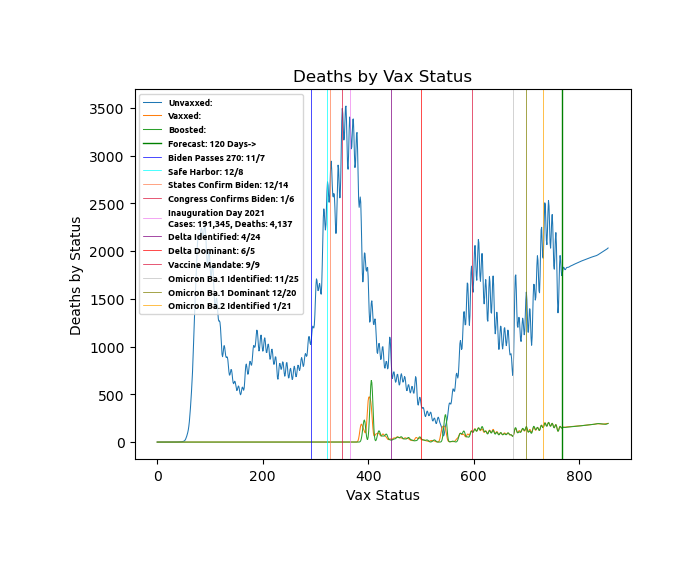 Deaths by Vax Status
Deaths by Status
3500
3000
2500
2000
1500
1000
500
0
Unvaxxed:
Vaxxed:
Boosted:
Forecast: 120 Days->
Biden Passes 270: 11/7
Safe Harbor: 12/8
States Confirm Biden: 12/14
Congress Confirms Biden: 1/6
Inauguration Day 2021
Cases: 191,345, Deaths: 4,137
Delta Identified: 4/24
Delta Dominant: 6/5
Vaccine Mandate: 9/9
Omicron Ba.1 Identified: 11/25
Omicron Ba.1 Dominant 12/20
Omicron Ba.2 Identified 1/21
0 200 400 600 800
Vax Status